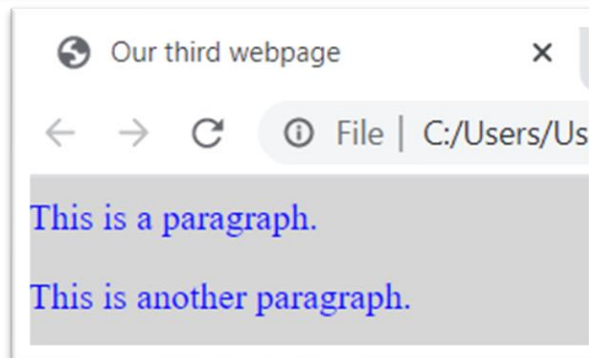 Our third webpage
File | C:/Users/Us
This is a paragraph.
This is another paragraph.